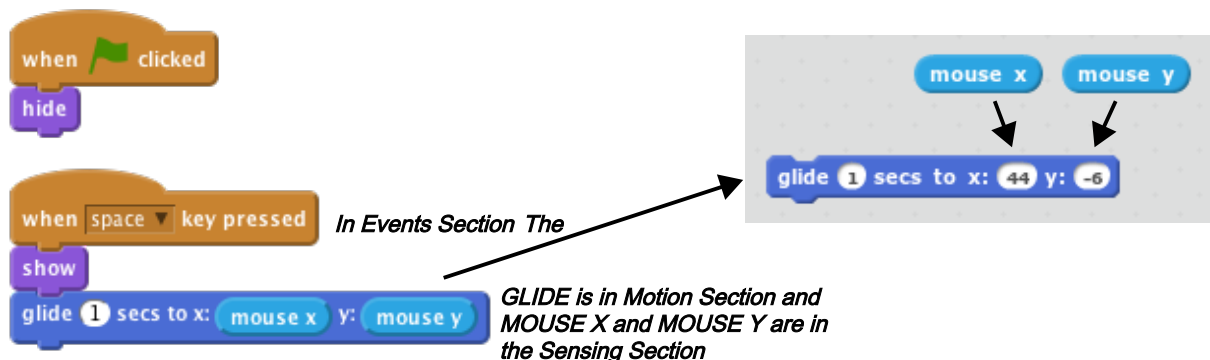 when clicked
hide
when space key pressed
In Events Section The
show
glide 1 secs to x: mouse x y: mouse y
GLIDE is in Motion Section and
MOUSE X and MOUSE Y are in
the Sensing Section
mouse x mouse y
glide 1 secs to x: 44 y: -6